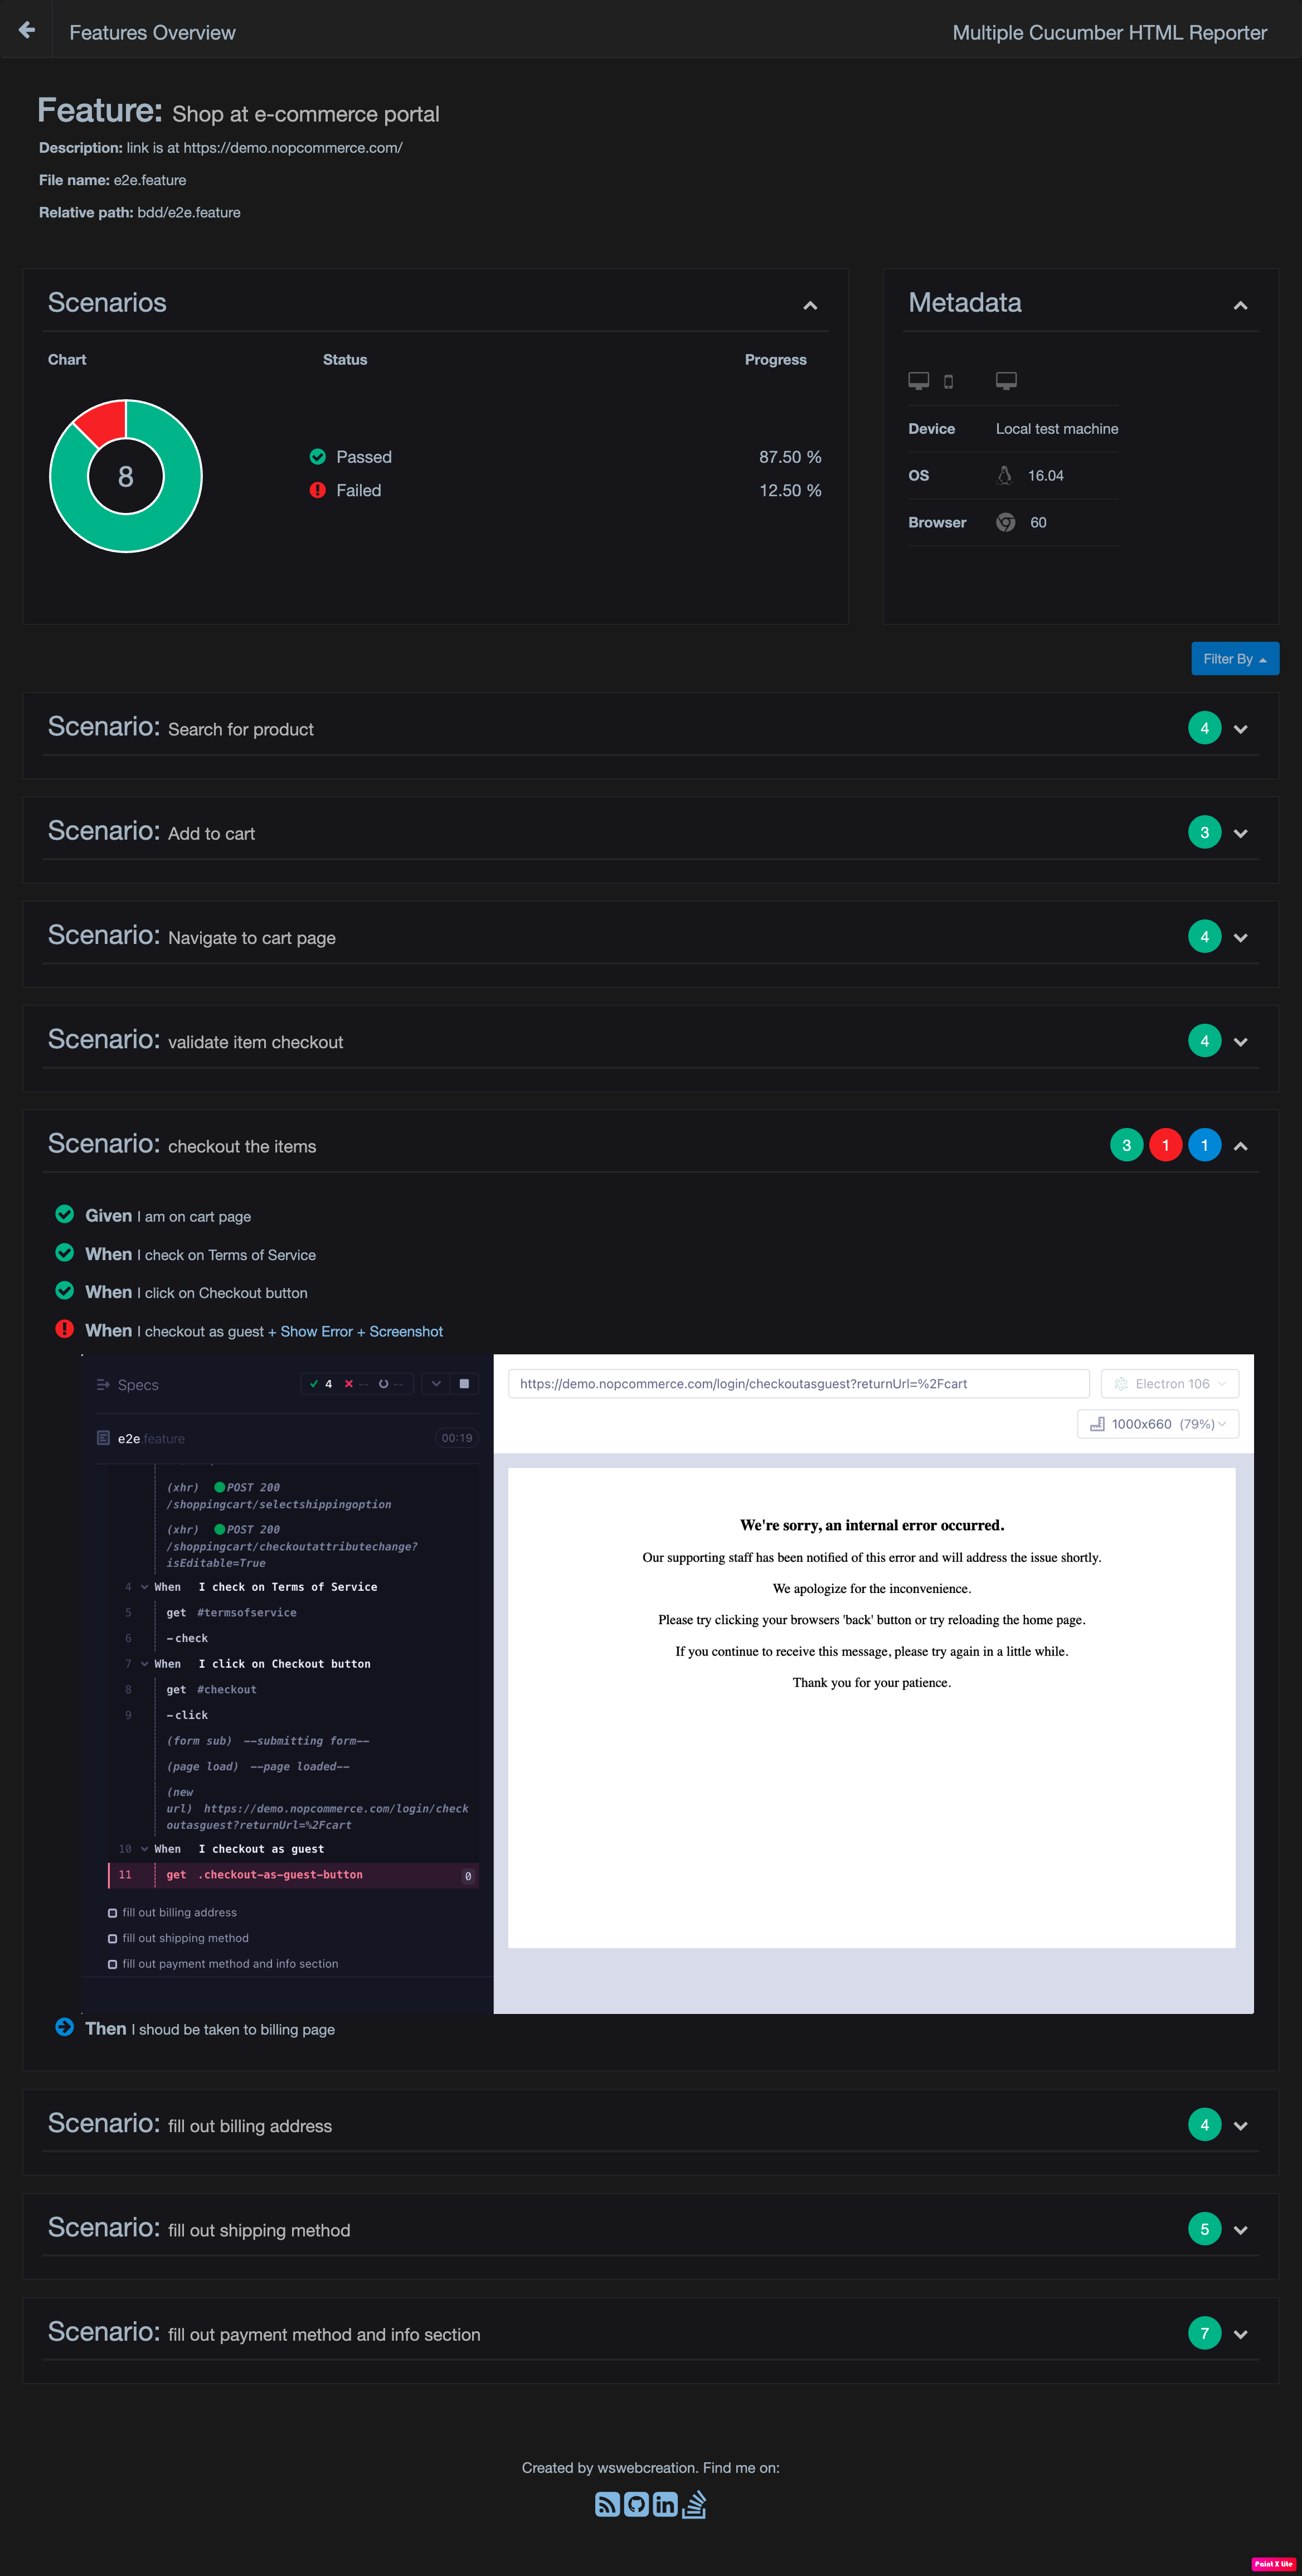 Features Overview
Multiple Cucumber HTML Reporter
Feature: Shop at e-commerce portal
Description: link is at https://demo.nopcommerce.com/
File name: e2e.feature
Relative path: bdd/e2e.feature
Scenarios
Chart Status Progress
8
Passed 87.50 %
Failed 12.50 %
Metadata
Device Local test machine
OS 16.04
Browser 60
Filter By
Scenario: Search for product 4
Scenario: Add to cart 3
Scenario: Navigate to cart page 4
Scenario: validate item checkout 4
Scenario: checkout the items 3 1 1
Given I am on cart page
When I check on Terms of Service
When I click on Checkout button
When I checkout as guest + Show Error + Screenshot
Specs 4 -- --
e2e.feature 00:19
(xhr) POST 200
/shoppingcart/selectshippingoption
(xhr) POST 200
/shoppingcart/checkoutattributechange?
isEditable=True
4 When I check on Terms of Service
5 get #termsofservice
6 -check
7 When I click on Checkout button
8 get #checkout
9 -click
(form sub) --submitting form--
(page load) --page loaded--
(new
url) https://demo.nopcommerce.com/login/check
outasguest?returnUrl=%2Fcart
10 When I checkout as guest
11 get .checkout-as-guest-button 0
fill out billing address
fill out shipping method
fill out payment method and info section
https://demo.nopcommerce.com/login/checkoutasguest?returnUrl=%2Fcart
Electron 106
1000x660 (79%)
We're sorry, an internal error occurred.
Our supporting staff has been notified of this error and will address the issue shortly.
We apologize for the inconvenience.
Please try clicking your browsers 'back' button or try reloading the home page.
If you continue to receive this message, please try again in a little while.
Thank you for your patience.
Then I shoud be taken to billing page
Scenario: fill out billing address 4
Scenario: fill out shipping method 5
Scenario: fill out payment method and info section 7
Created by wswebcreation. Find me on:
in
Paint X Lite